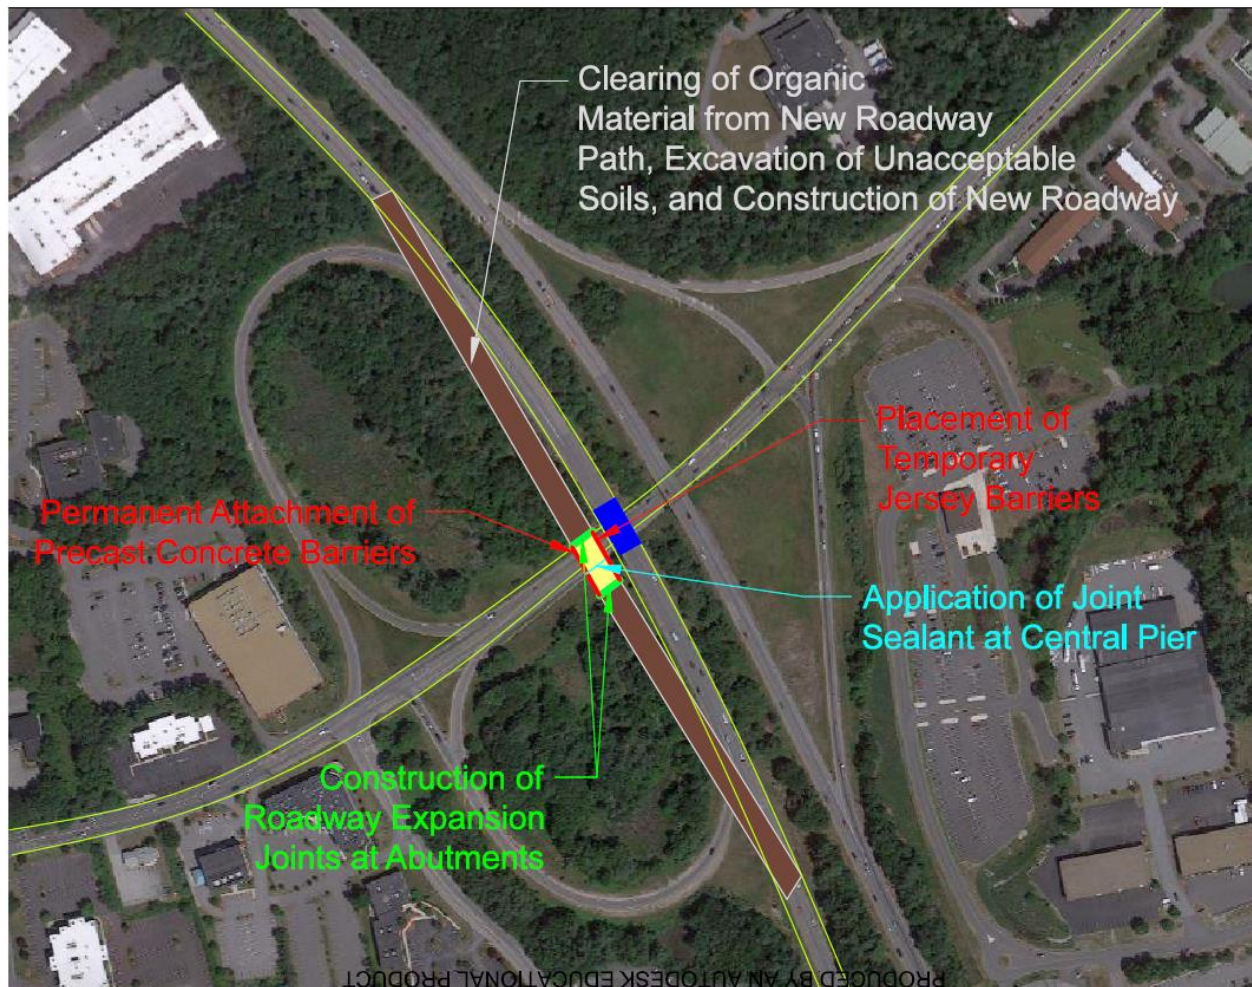 Clearing of Organic
Material from New Roadway
Path, Excavation of Unacceptable
Soils, and Construction of New Roadway
Placement of
Temporary
Jersey Barriers
Permanent Attachment of
Precast Concrete Barriers
Application of Joint
Sealant at Central Pier
Construction of
Roadway Expansion
Joints at Abutments
PRODUCED BY AN AUTODESK EDUCATIONAL PRODUCT